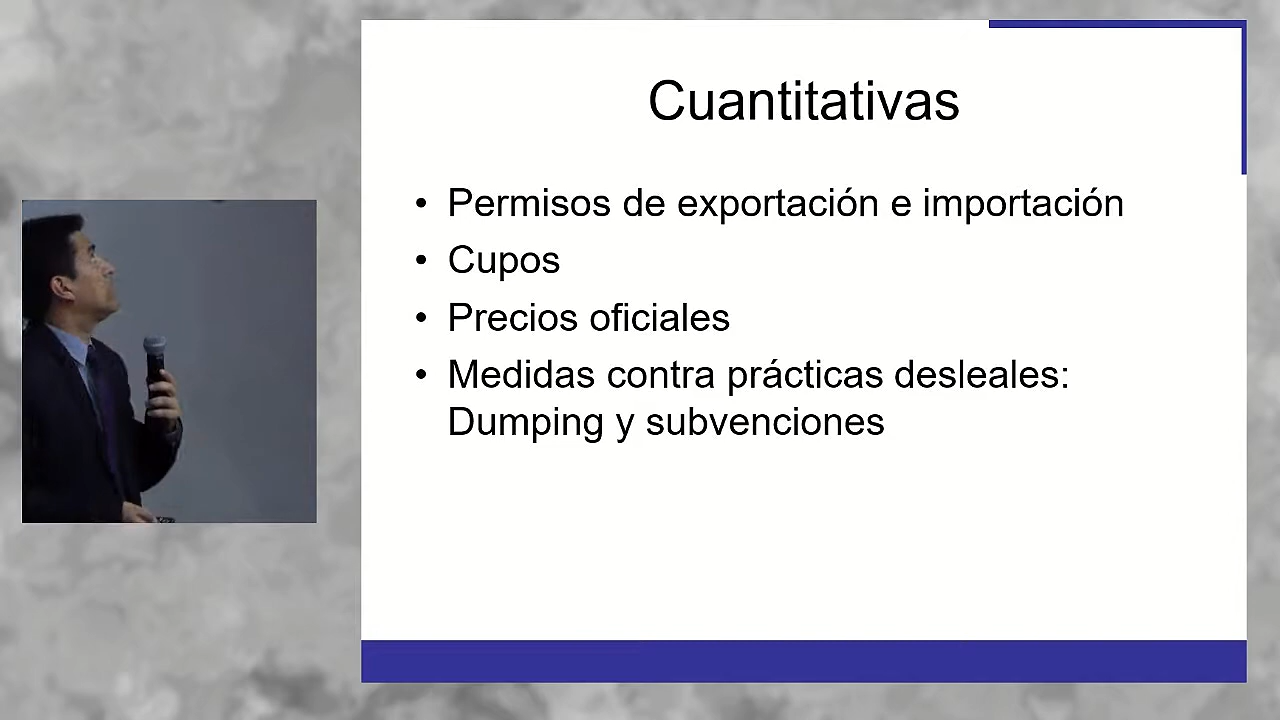 Cuantitativas
• Permisos de exportación e importación
• Cupos
• Precios oficiales
• Medidas contra prácticas desleales:
Dumping y subvenciones